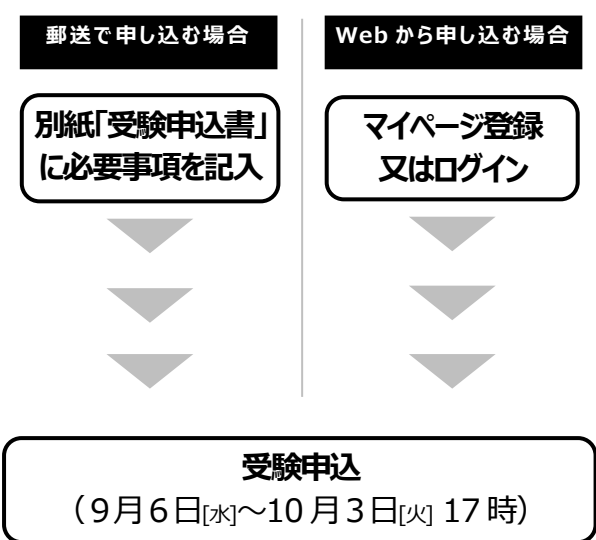 郵送で申し込む場合
別紙「受験申込書」
に必要事項を記入
Web から申し込む場合
マイページ登録
又はログイン
受験申込
（9月6日[水]～10月3日[火] 17時）